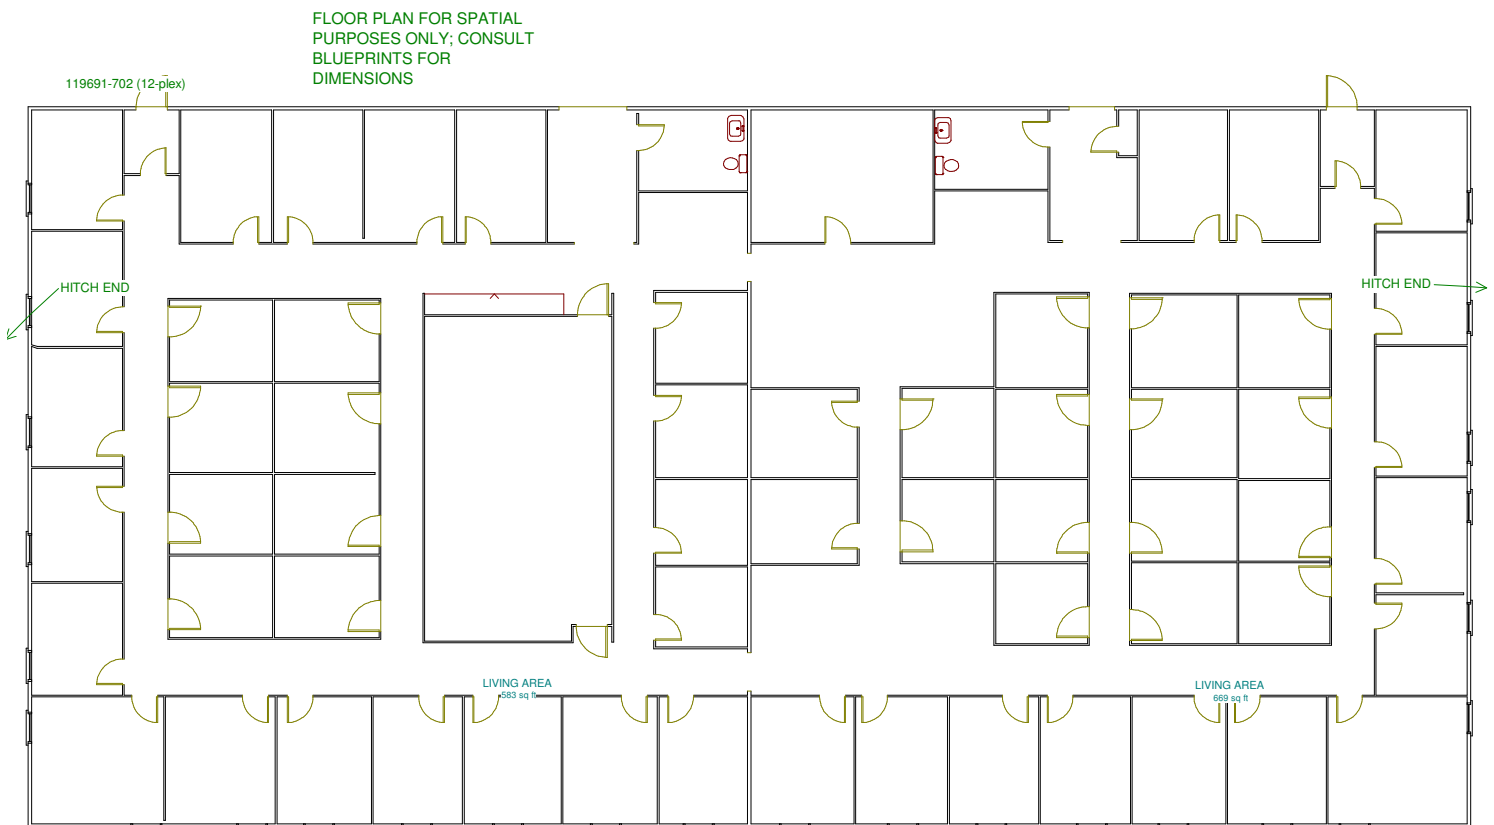 FLOOR PLAN FOR SPATIAL
PURPOSES ONLY; CONSULT
BLUEPRINTS FOR
DIMENSIONS
119691-702 (12-plex)
HITCH END
HITCH END
LIVING AREA
583 sq ft
LIVING AREA
669 sq ft